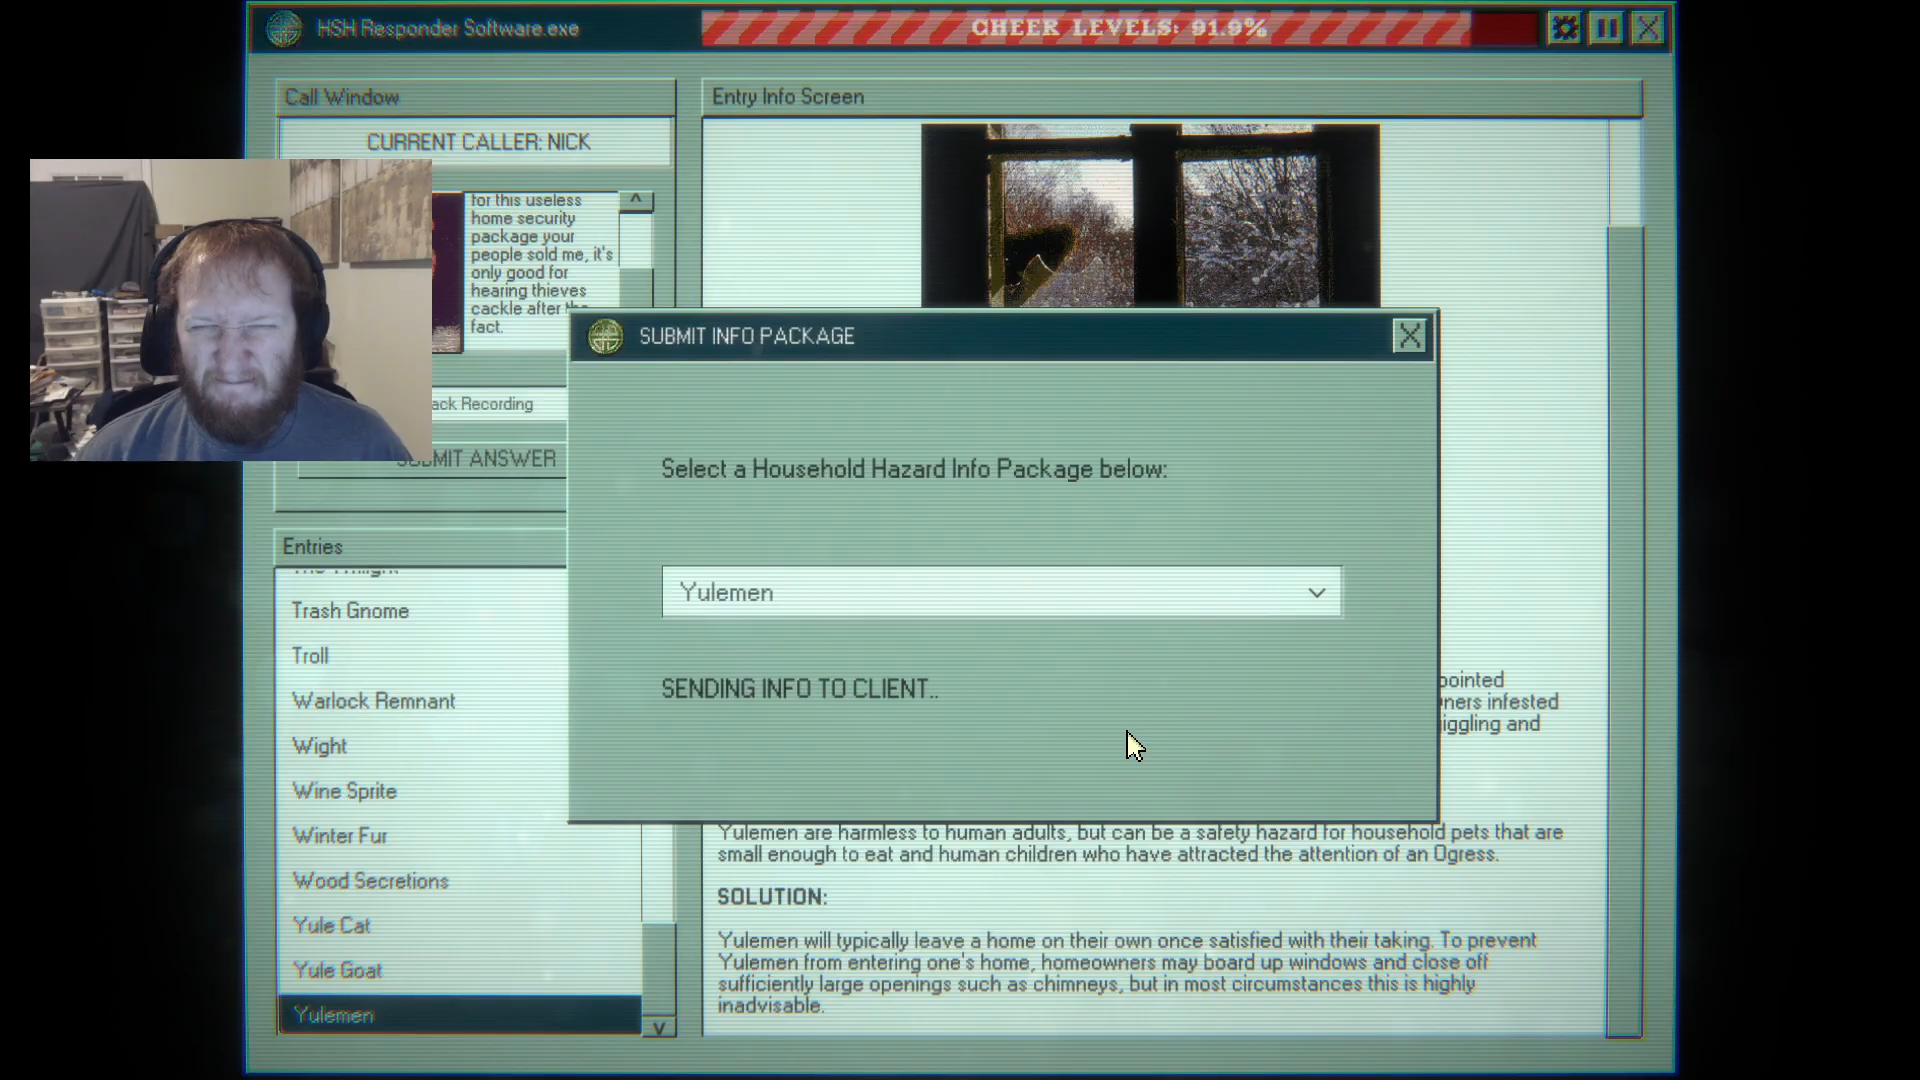 HSH Responder Software.exe
CHEER LEVELS: 91.9%
Call Window
CURRENT CALLER: NICK
for this useless
home security
package your
people sold me, it's
only good for
hearing thieves
cackle after the
fact.
ack Recording
SUBMIT ANSWER
Entries
Trash Gnome
Troll
Warlock Remnant
Wight
Wine Sprite
Winter Fur
Wood Secretions
Yule Cat
Yule Goat
Yulemen
Entry Info Screen
SUBMIT INFO PACKAGE
Select a Household Hazard Info Package below:
Yulemen
SENDING INFO TO CLIENT..
pointed
ners infested
iggling and
Yulemen are harmless to human adults, but can be a safety hazard for household pets that are
small enough to eat and human children who have attracted the attention of an Ogress.
SOLUTION:
Yulemen will typically leave a home on their own once satisfied with their taking. To prevent
Yulemen from entering one's home, homeowners may board up windows and close off
sufficiently large openings such as chimneys, but in most circumstances this is highly
inadvisable.